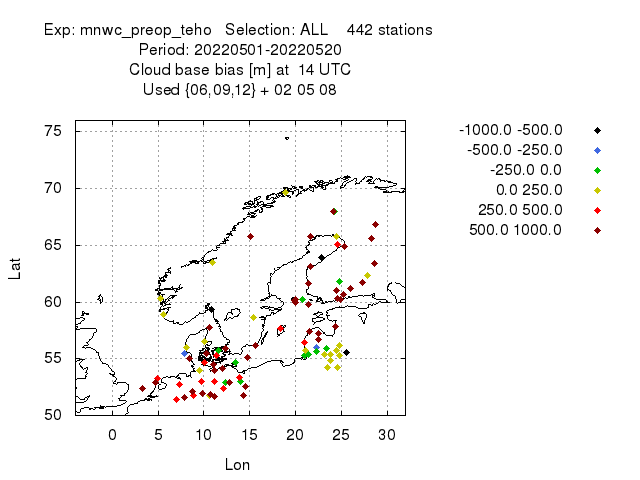 Exp: mnwc_preop_teho   Selection: ALL    442 stations
Period: 20220501-20220520
Cloud base bias [m] at  14 UTC
Used {06,09,12} + 02 05 08
-1000.0 -500.0
-500.0 -250.0
-250.0 0.0
0.0 250.0
250.0 500.0
500.0 1000.0
Lat
75
70
65
60
55
50
0 5 10 15 20 25 30
Lon